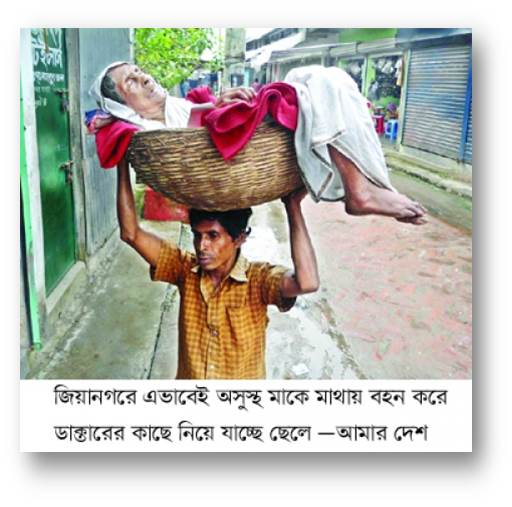 জিয়ানগরে এভাবেই অসুস্থ মাকে মাথায় বহন করে
ডাক্তারের কাছে নিয়ে যাচ্ছে ছেলে —আমার দেশ